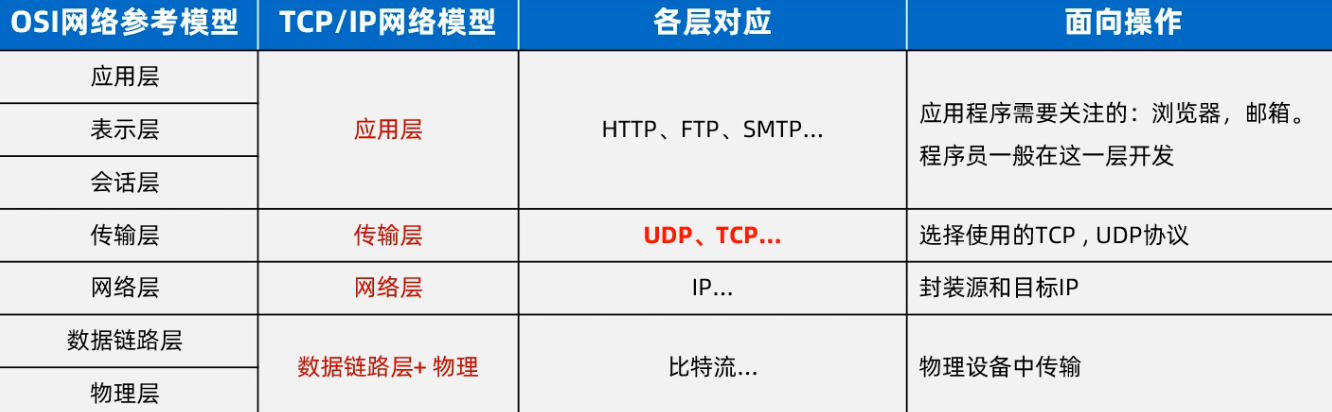 OSI网络参考模型 TCP/IP网络模型 各层对应 面向操作
应用层
表示层
会话层
应用层
HTTP、FTP、SMTP...
应用程序需要关注的：浏览器，邮箱。
程序员一般在这一层开发
传输层 传输层 UDP、TCP... 选择使用的TCP , UDP协议
网络层 网络层 IP... 封装源和目标IP
数据链路层
物理层
数据链路层+ 物理
比特流...
物理设备中传输